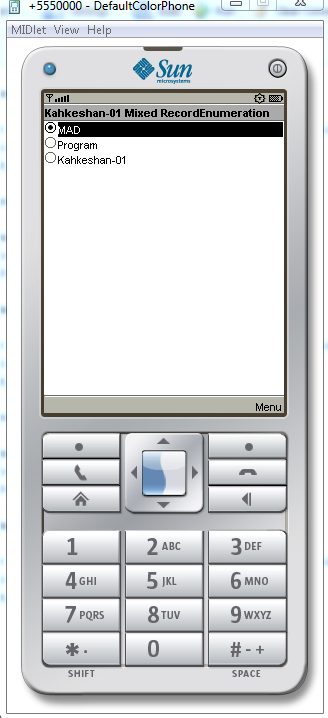 +5550000 - DefaultColorPhone
MIDlet View Help
Sun
microsystems
Kahkeshan-01 Mixed RecordEnumeration
MAD
Program
Kahkeshan-01
Menu
1 2 ABC 3 DEF
4 GHI 5 JKL 6 MNO
7 PQRS 8 TUV 9 WXYZ
* . 0 # - +
SHIFT SPACE